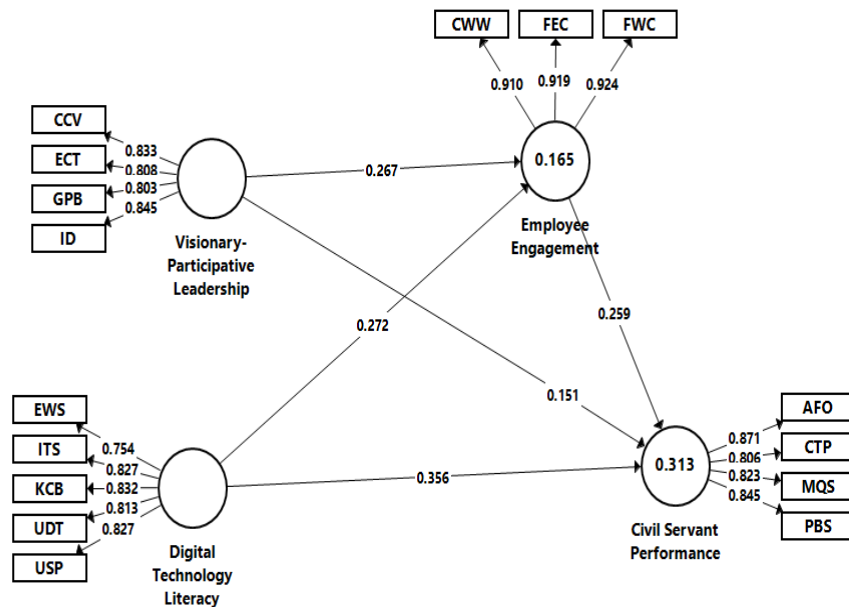 CWW
FEC
FWC
0.910
0.919
0.924
CCV
ECT
GPB
ID
0.833
0.808
0.803
0.845
Visionary-
Participative
Leadership
0.267
0.165
Employee
Engagement
0.272
0.259
0.151
EWS
ITS
KCB
UDT
USP
0.754
0.827
0.832
0.813
0.827
Digital
Technology
Literacy
0.356
0.313
Civil Servant
Performance
0.871
0.806
0.823
0.845
AFO
CTP
MQS
PBS